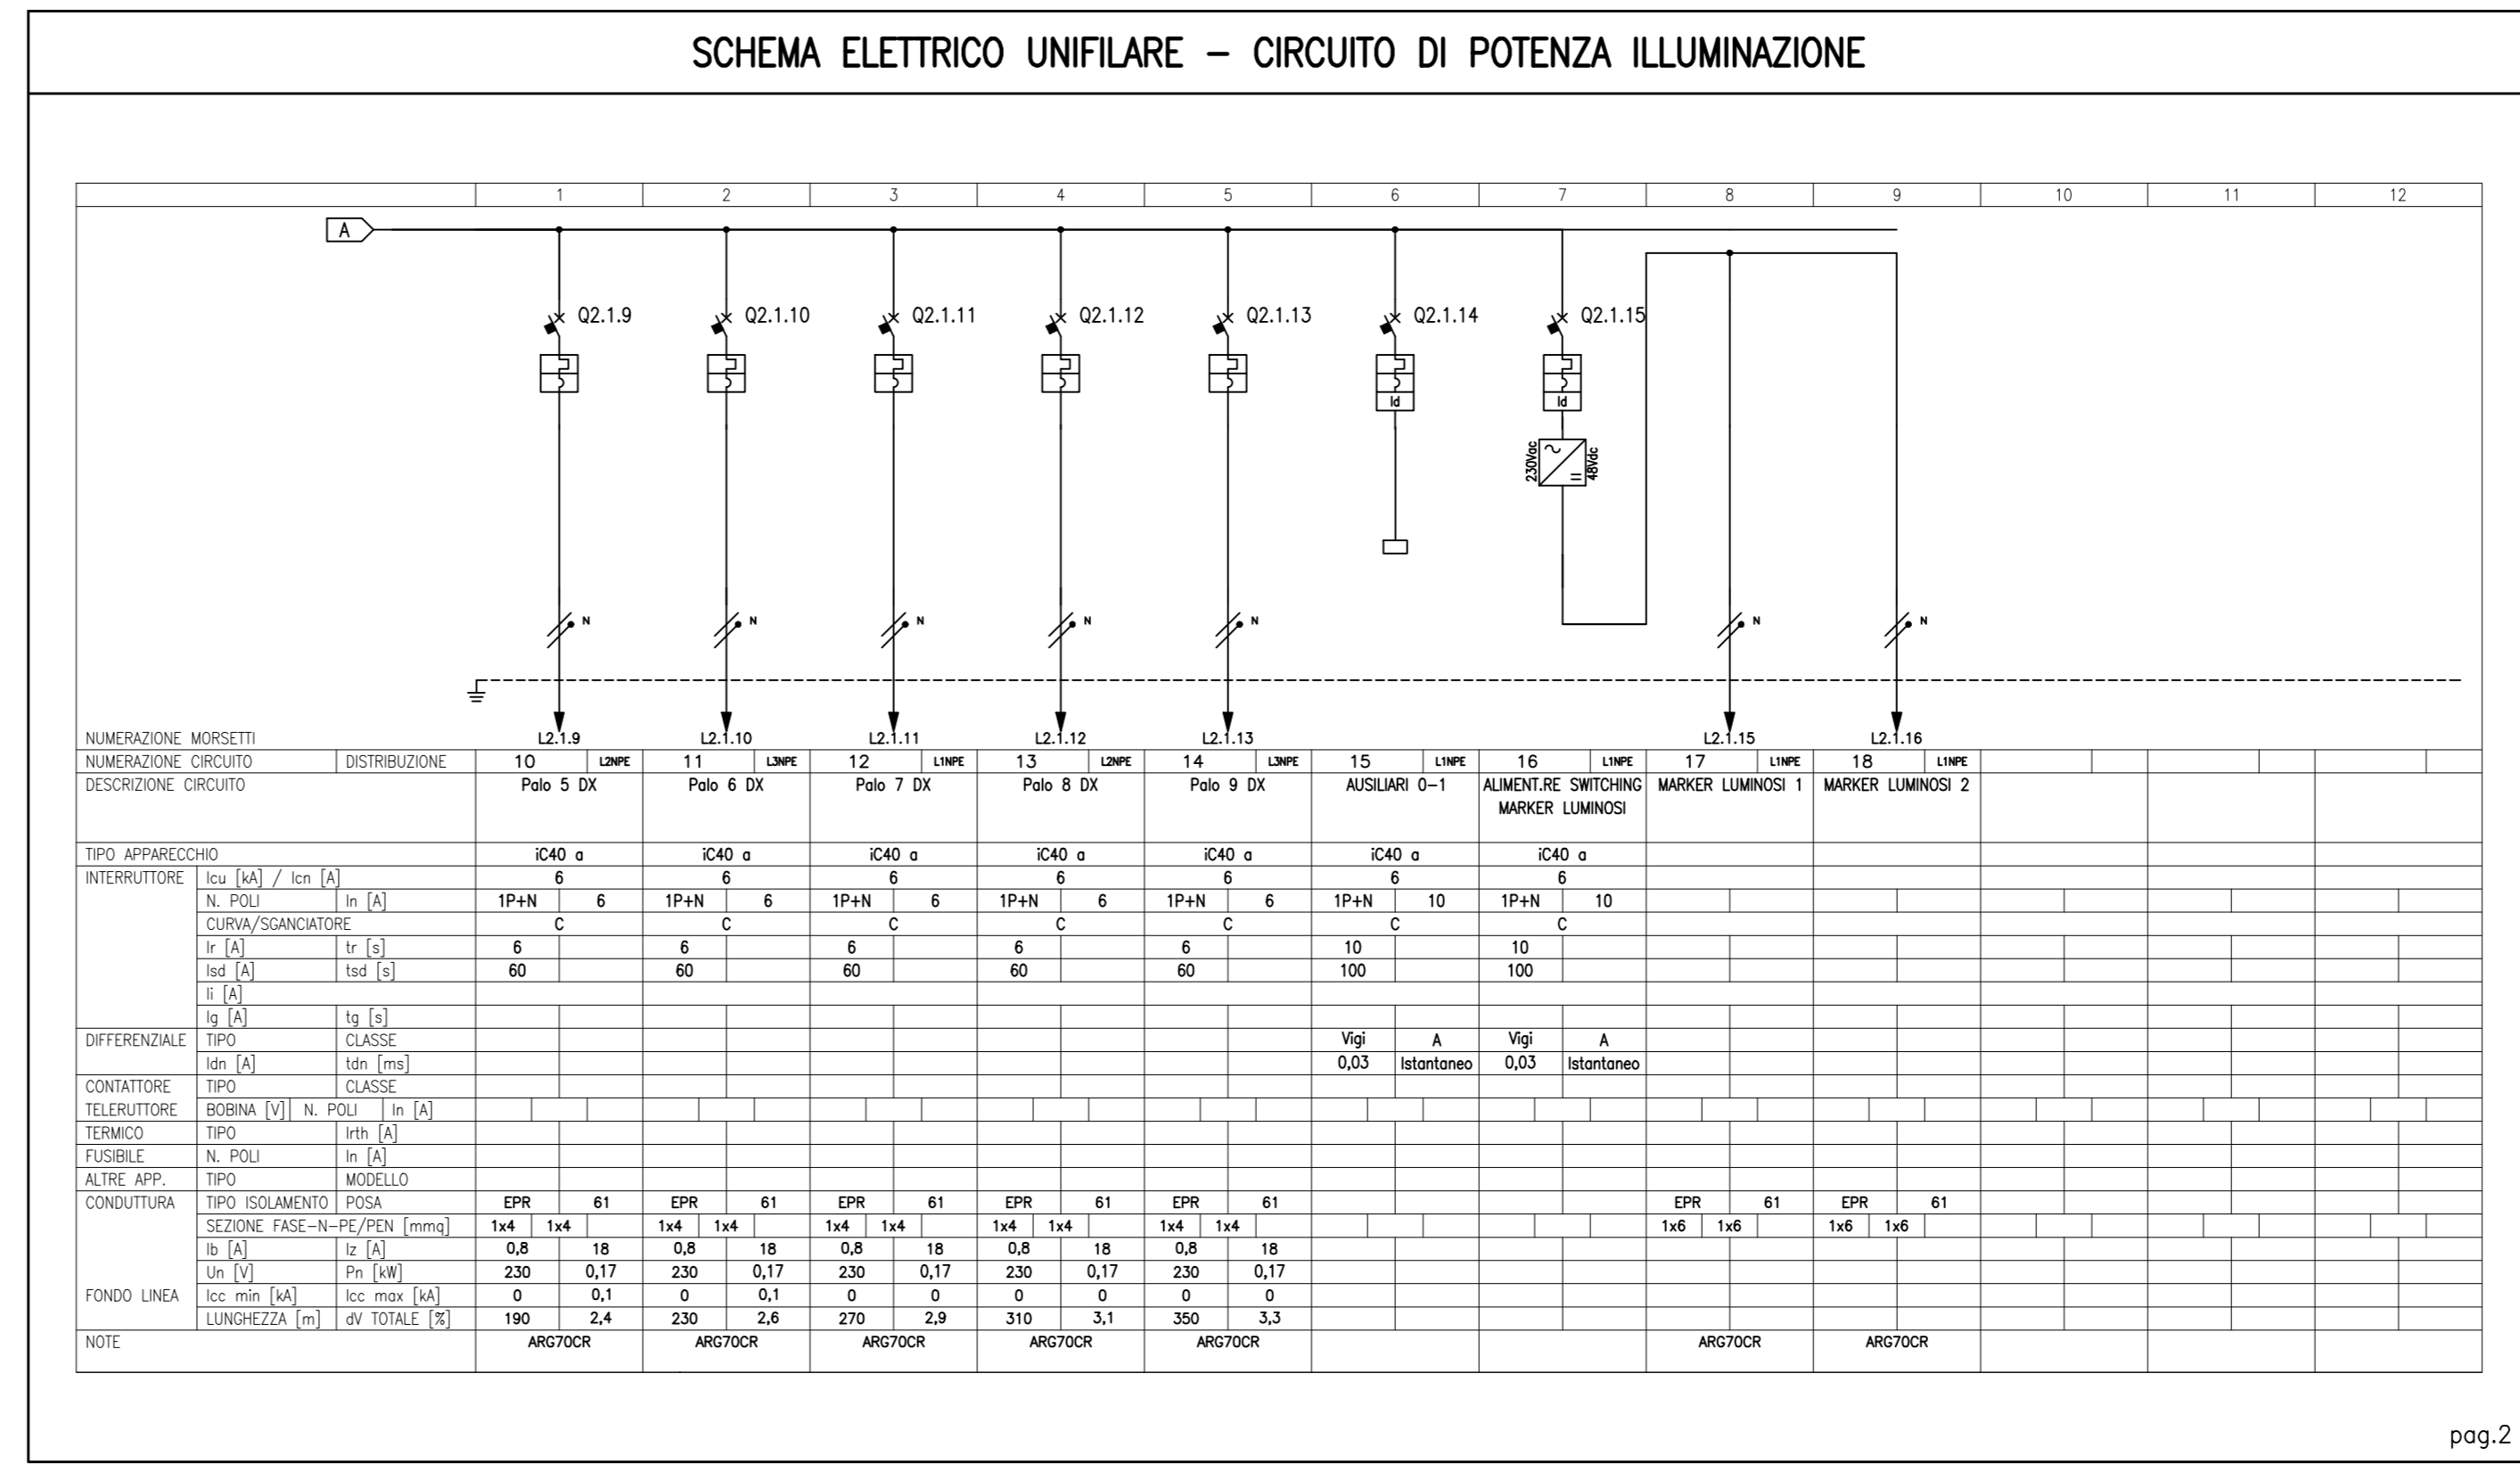 SCHEMA ELETTRICO UNIFILARE – CIRCUITO DI POTENZA ILLUMINAZIONE
1 2 3 4 5 6 7 8 9 10 11 12
A
Q2.1.9 Q2.1.10 Q2.1.11 Q2.1.12 Q2.1.13 Q2.1.14 Q2.1.15
Id Id
230Vac 48Vdc
N N N N N N N
NUMERAZIONE MORSETTI L2.1.9 L2.1.10 L2.1.11 L2.1.12 L2.1.13 L2.1.15 L2.1.16
NUMERAZIONE CIRCUITO DISTRIBUZIONE 10 L2NPE 11 L3NPE 12 L1NPE 13 L2NPE 14 L3NPE 15 L1NPE 16 L1NPE 17 L1NPE 18 L1NPE
DESCRIZIONE CIRCUITO Palo 5 DX Palo 6 DX Palo 7 DX Palo 8 DX Palo 9 DX AUSILIARI 0–1 ALIMENT.RE SWITCHING MARKER LUMINOSI 1 MARKER LUMINOSI 2
MARKER LUMINOSI
TIPO APPARECCHIO iC40 a iC40 a iC40 a iC40 a iC40 a iC40 a iC40 a
INTERRUTTORE Icu [kA] / Icn [A] 6 6 6 6 6 6 6
N. POLI In [A] 1P+N 6 1P+N 6 1P+N 6 1P+N 6 1P+N 6 1P+N 10 1P+N 10
CURVA/SGANCIATORE C C C C C C C
Ir [A] tr [s] 6 6 6 6 6 10 10
Isd [A] tsd [s] 60 60 60 60 60 100 100
Ii [A]
Ig [A] tg [s]
DIFFERENZIALE TIPO CLASSE Vigi A Vigi A
Idn [A] tdn [ms] 0,03 Istantaneo 0,03 Istantaneo
CONTATTORE TIPO CLASSE
TELERUTTORE BOBINA [V] N. POLI In [A]
TERMICO TIPO Irth [A]
FUSIBILE N. POLI In [A]
ALTRE APP. TIPO MODELLO
CONDUTTURA TIPO ISOLAMENTO POSA EPR 61 EPR 61 EPR 61 EPR 61 EPR 61 EPR 61 EPR 61
SEZIONE FASE–N–PE/PEN [mmq] 1x4 1x4 1x4 1x4 1x4 1x4 1x4 1x4 1x4 1x4 1x6 1x6 1x6 1x6
Ib [A] Iz [A] 0,8 18 0,8 18 0,8 18 0,8 18 0,8 18
Un [V] Pn [kW] 230 0,17 230 0,17 230 0,17 230 0,17 230 0,17
FONDO LINEA Icc min [kA] Icc max [kA] 0 0,1 0 0,1 0 0 0 0 0 0
LUNGHEZZA [m] dV TOTALE [%] 190 2,4 230 2,6 270 2,9 310 3,1 350 3,3
NOTE ARG7OCR ARG7OCR ARG7OCR ARG7OCR ARG7OCR ARG7OCR ARG7OCR
pag.2